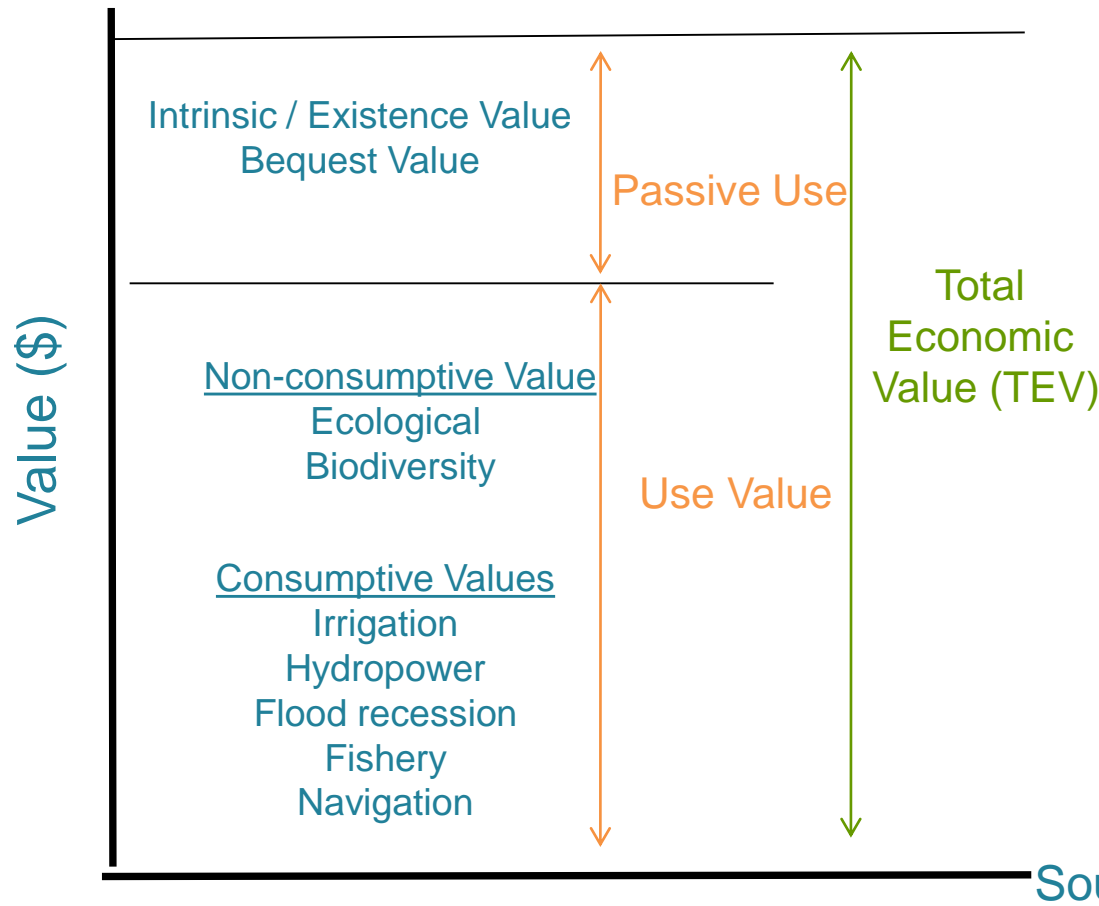 Value ($)
Intrinsic / Existence Value
Bequest Value
Passive Use
Total
Economic
Value (TEV)
Non-consumptive Value
Ecological
Biodiversity
Use Value
Consumptive Values
Irrigation
Hydropower
Flood recession
Fishery
Navigation